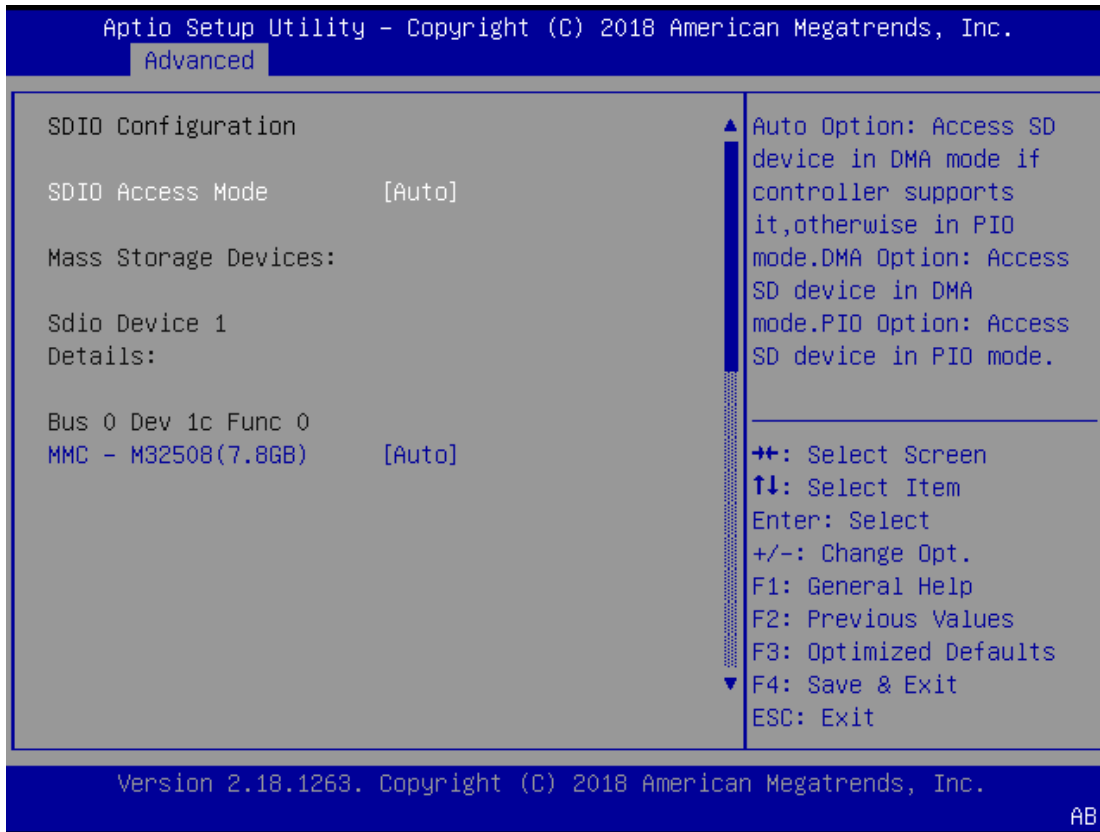 Aptio Setup Utility – Copyright (C) 2018 American Megatrends, Inc.
Advanced
SDIO Configuration
SDIO Access Mode [Auto]
Mass Storage Devices:
Sdio Device 1
Details:
Bus 0 Dev 1c Func 0
MMC – M32508(7.8GB) [Auto]
Auto Option: Access SD
device in DMA mode if
controller supports
it,otherwise in PIO
mode.DMA Option: Access
SD device in DMA
mode.PIO Option: Access
SD device in PIO mode.
→←: Select Screen
↑↓: Select Item
Enter: Select
+/–: Change Opt.
F1: General Help
F2: Previous Values
F3: Optimized Defaults
F4: Save & Exit
ESC: Exit
Version 2.18.1263. Copyright (C) 2018 American Megatrends, Inc.
AB